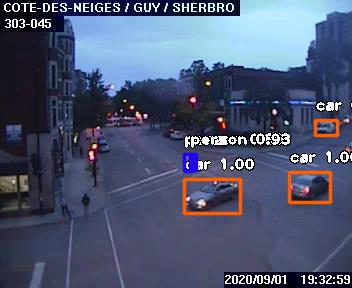 COTE-DES-NEIGES / GUY / SHERBRO
303-045
car
car 1.00
car 1.00
2020/09/01 19:32:59